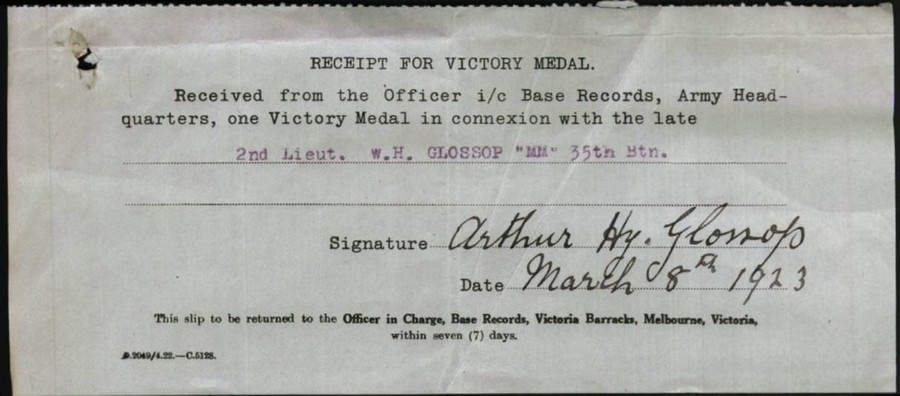 RECEIPT FOR VICTORY MEDAL.
Received from the Officer i/c Base Records, Army Head-
quarters, one Victory Medal in connexion with the late
2nd Lieut. W.H. GLOSSOP "MM" 35th Btn.
Signature Arthur Hy. Glossop
Date March 8th 1923
This slip to be returned to the Officer in Charge, Base Records, Victoria Barracks, Melbourne, Victoria,
within seven (7) days.
D.2049/4.22.—C.5128.